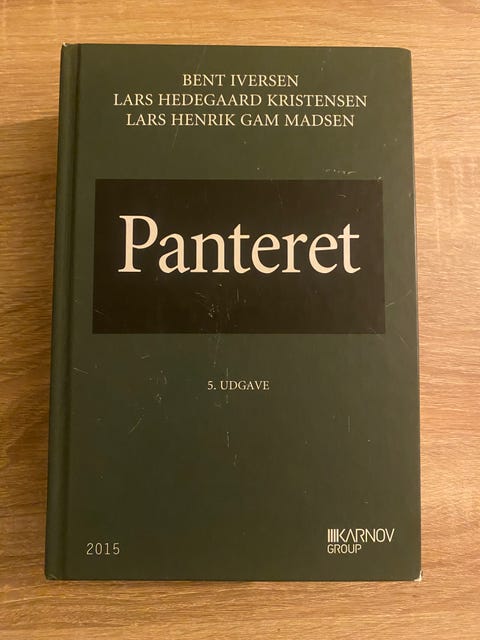 BENT IVERSEN
LARS HEDEGAARD KRISTENSEN
LARS HENRIK GAM MADSEN
Panteret
5. UDGAVE
2015
KARNOV
GROUP